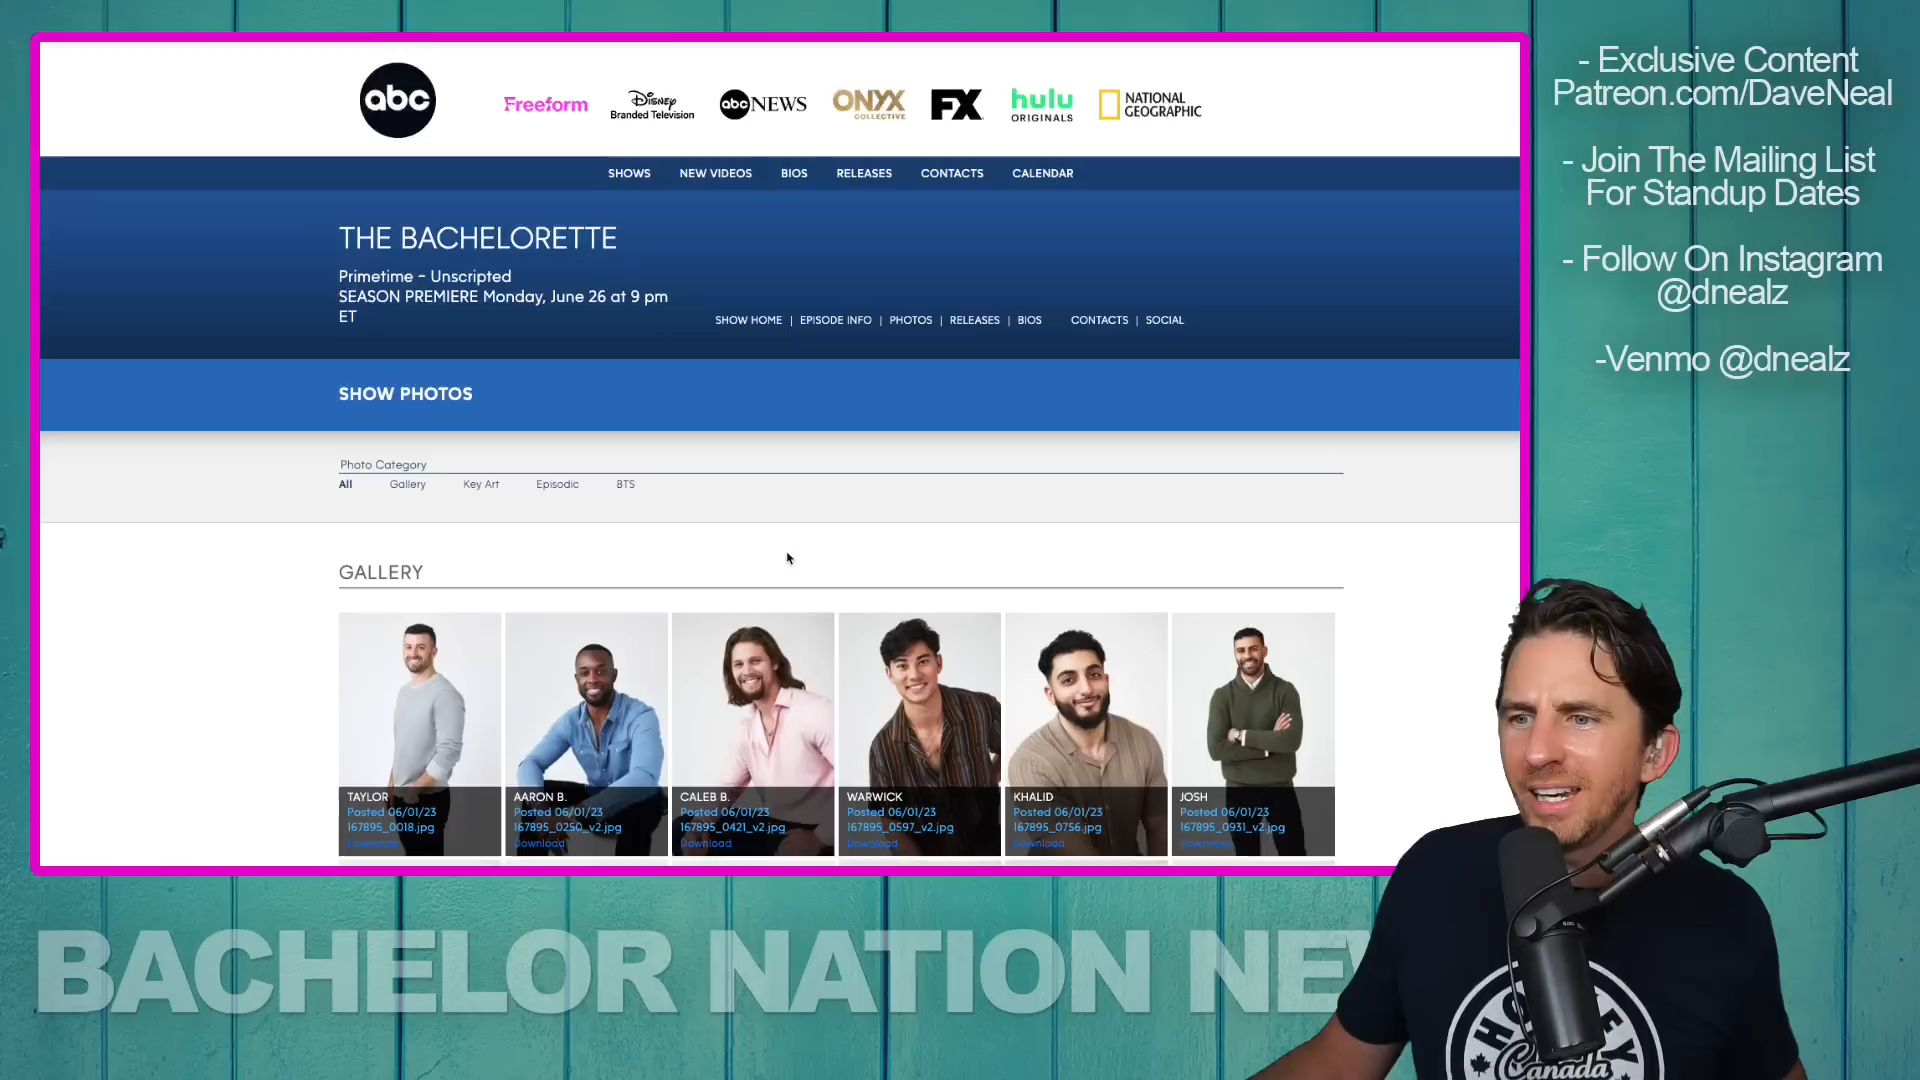 abc
Freeform
Disney
Branded Television
abc NEWS
ONYX
COLLECTIVE
FX
hulu
ORIGINALS
NATIONAL
GEOGRAPHIC
SHOWS NEW VIDEOS BIOS RELEASES CONTACTS CALENDAR
THE BACHELORETTE
Primetime - Unscripted
SEASON PREMIERE Monday, June 26 at 9 pm
ET
SHOW HOME | EPISODE INFO | PHOTOS | RELEASES | BIOS CONTACTS | SOCIAL
SHOW PHOTOS
Photo Category
All Gallery Key Art Episodic BTS
GALLERY
TAYLOR
Posted 06/01/23
167895_0018.jpg
Download
AARON B.
Posted 06/01/23
167895_0250_v2.jpg
Download
CALEB B.
Posted 06/01/23
167895_0421_v2.jpg
Download
WARWICK
Posted 06/01/23
167895_0597_v2.jpg
Download
KHALID
Posted 06/01/23
167895_0756.jpg
Download
JOSH
Posted 06/01/23
167895_0931_v2.jpg
Download
- Exclusive Content
Patreon.com/DaveNeal
- Join The Mailing List
For Standup Dates
- Follow On Instagram
@dnealz
-Venmo @dnealz
BACHELOR NATION NE
Canada